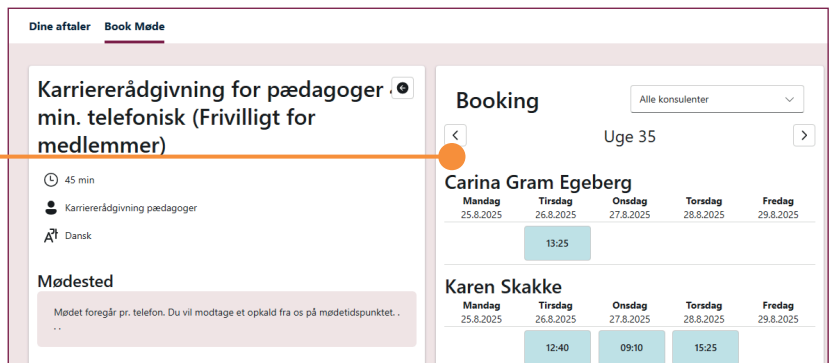 Dine aftaler Book Møde
Karriererådgivning for pædagoger
min. telefonisk (Frivilligt for
medlemmer)
45 min
Karriererådgivning pædagoger
Dansk
Mødested
Mødet foregår pr. telefon. Du vil modtage et opkald fra os på mødetidspunktet. .
. .
Booking
Alle konsulenter
Uge 35
Carina Gram Egeberg
Mandag Tirsdag Onsdag Torsdag Fredag
25.8.2025 26.8.2025 27.8.2025 28.8.2025 29.8.2025
13:25
Karen Skakke
Mandag Tirsdag Onsdag Torsdag Fredag
25.8.2025 26.8.2025 27.8.2025 28.8.2025 29.8.2025
12:40 09:10 15:25